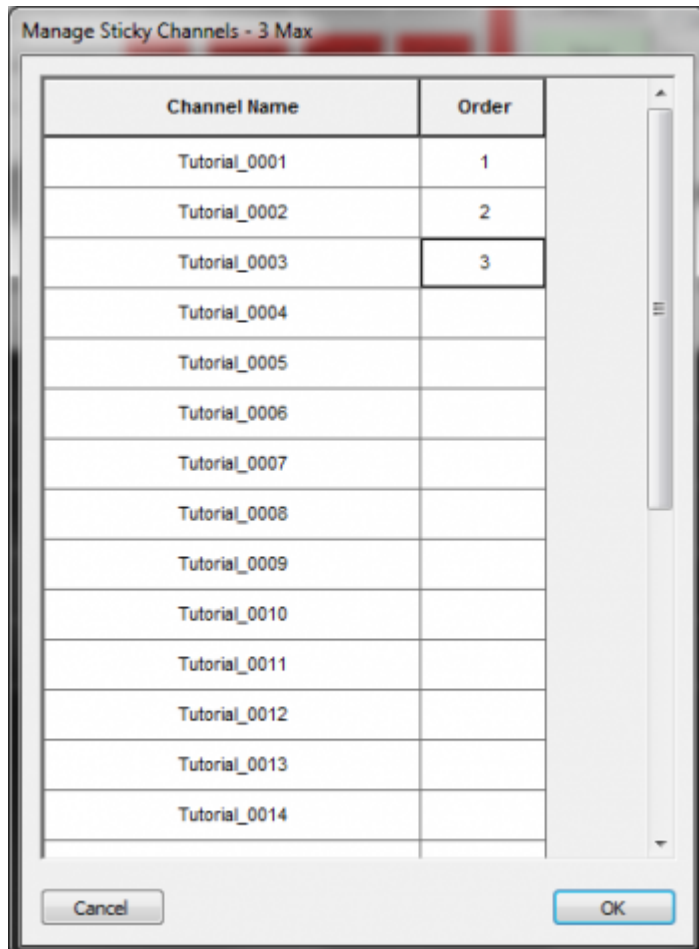 Manage Sticky Channels - 3 Max
Channel Name Order
Tutorial_0001 1
Tutorial_0002 2
Tutorial_0003 3
Tutorial_0004
Tutorial_0005
Tutorial_0006
Tutorial_0007
Tutorial_0008
Tutorial_0009
Tutorial_0010
Tutorial_0011
Tutorial_0012
Tutorial_0013
Tutorial_0014
Cancel OK